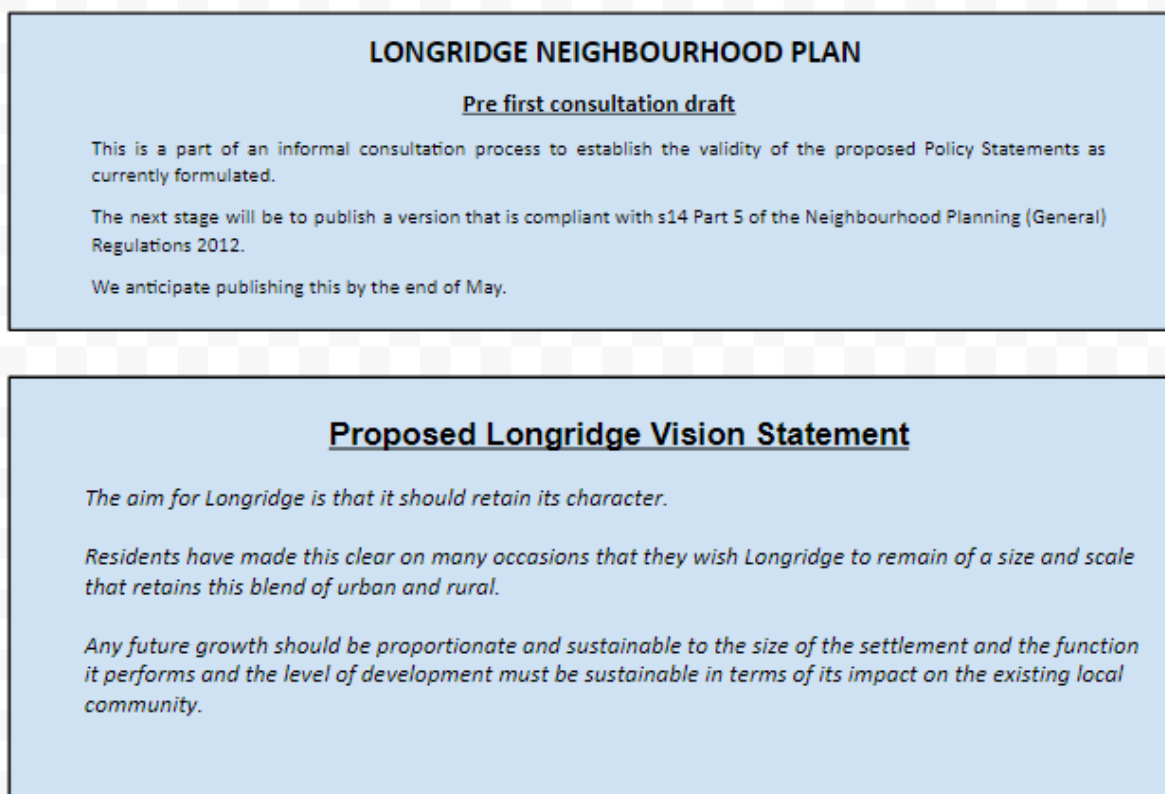 LONGRIDGE NEIGHBOURHOOD PLAN
Pre first consultation draft
This is a part of an informal consultation process to establish the validity of the proposed Policy Statements as
currently formulated.
The next stage will be to publish a version that is compliant with s14 Part 5 of the Neighbourhood Planning (General)
Regulations 2012.
We anticipate publishing this by the end of May.
Proposed Longridge Vision Statement
The aim for Longridge is that it should retain its character.
Residents have made this clear on many occasions that they wish Longridge to remain of a size and scale
that retains this blend of urban and rural.
Any future growth should be proportionate and sustainable to the size of the settlement and the function
it performs and the level of development must be sustainable in terms of its impact on the existing local
community.